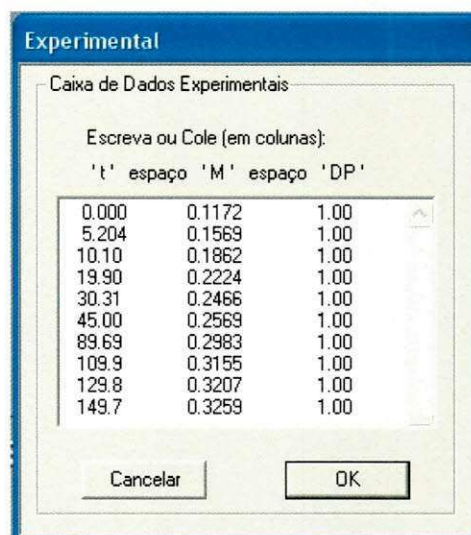 Experimental
Caixa de Dados Experimentais
Escreva ou Cole (em colunas):
't' espaço 'M' espaço 'DP'
0.000 0.1172 1.00
5.204 0.1569 1.00
10.10 0.1862 1.00
19.90 0.2224 1.00
30.31 0.2466 1.00
45.00 0.2569 1.00
89.69 0.2983 1.00
109.9 0.3155 1.00
129.8 0.3207 1.00
149.7 0.3259 1.00
Cancelar OK